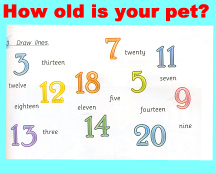 How old is your pet?
Draw lines.
7 twenty 11
3 thirteen
seven
twelve 12 18 5
five 9
eighteen eleven fourteen
13 three 14 20 nine